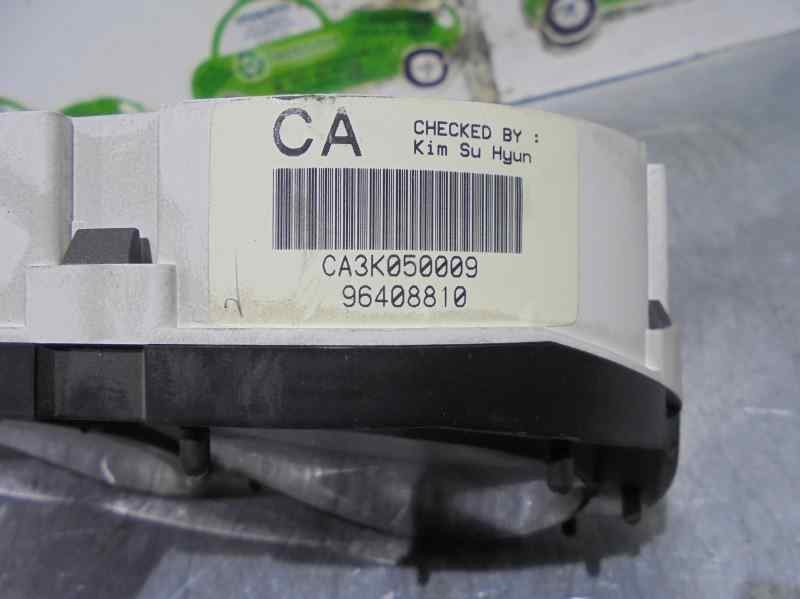 CA
CHECKED BY :
Kim Su Hyun
CA3K050009
96408810